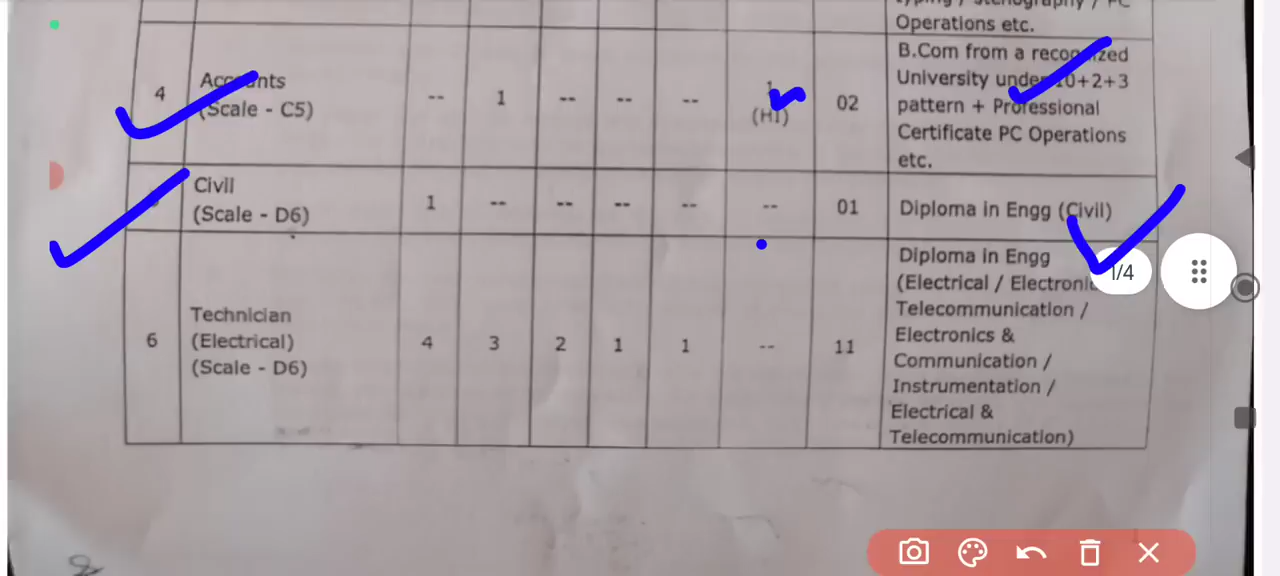 Operations etc.
4 Accounts (Scale - C5) -- 1 -- -- -- 1 (HI) 02 B.Com from a recognized
University under 10+2+3
pattern + Professional
Certificate PC Operations
etc.
Civil (Scale - D6) 1 -- -- -- -- -- 01 Diploma in Engg (Civil)
6 Technician (Electrical) (Scale - D6) 4 3 2 1 1 -- 11 Diploma in Engg
(Electrical / Electronic
Telecommunication /
Electronics &
Communication /
Instrumentation /
Electrical &
Telecommunication)
1/4